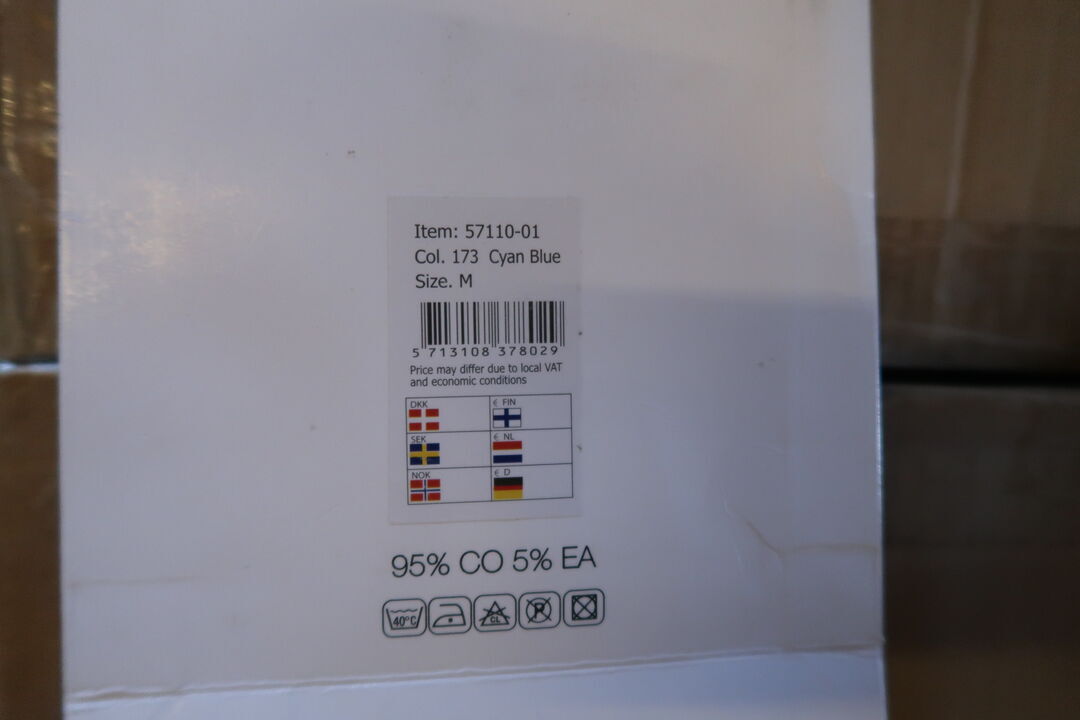 Item: 57110-01
Col. 173 Cyan Blue
Size. M
5 713108 378029
Price may differ due to local VAT
and economic conditions
DKK
€ FIN
SEK
€ NL
NOK
€ D
95% CO 5% EA
40°C
CL
P